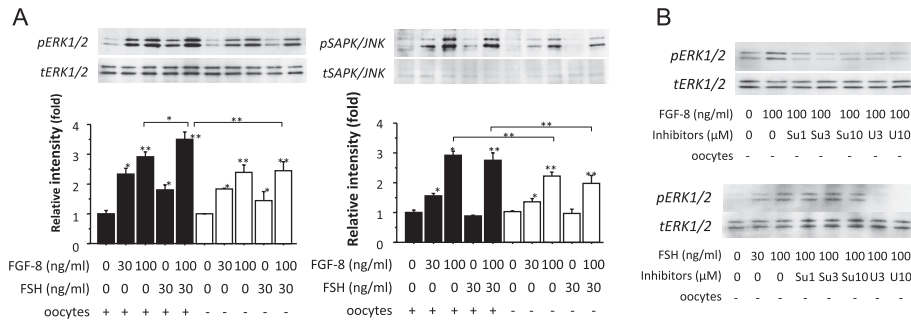 A
pERK1/2
tERK1/2
Relative intensity (fold)
4
3
2
1
0
* ** * ** * ** * **
* **
FGF-8 (ng/ml) 0 30 100 0 100 0 30 100 0 100
FSH (ng/ml) 0 0 0 30 30 0 0 0 30 30
oocytes + + + + + - - - - -
pSAPK/JNK
tSAPK/JNK
Relative intensity (fold)
4
3
2
1
0
* * ** * ** **
** **
FGF-8 (ng/ml) 0 30 100 0 100 0 30 100 0 100
FSH (ng/ml) 0 0 0 30 30 0 0 0 30 30
oocytes + + + + + - - - - -
B
pERK1/2
tERK1/2
FGF-8 (ng/ml) 0 100 100 100 100 100 100
Inhibitors (μM) 0 0 Su1 Su3 Su10 U3 U10
oocytes - - - - - - -
pERK1/2
tERK1/2
FSH (ng/ml) 0 30 100 100 100 100 100 100
Inhibitors (μM) 0 0 0 Su1 Su3 Su10 U3 U10
oocytes - - - - - - - -